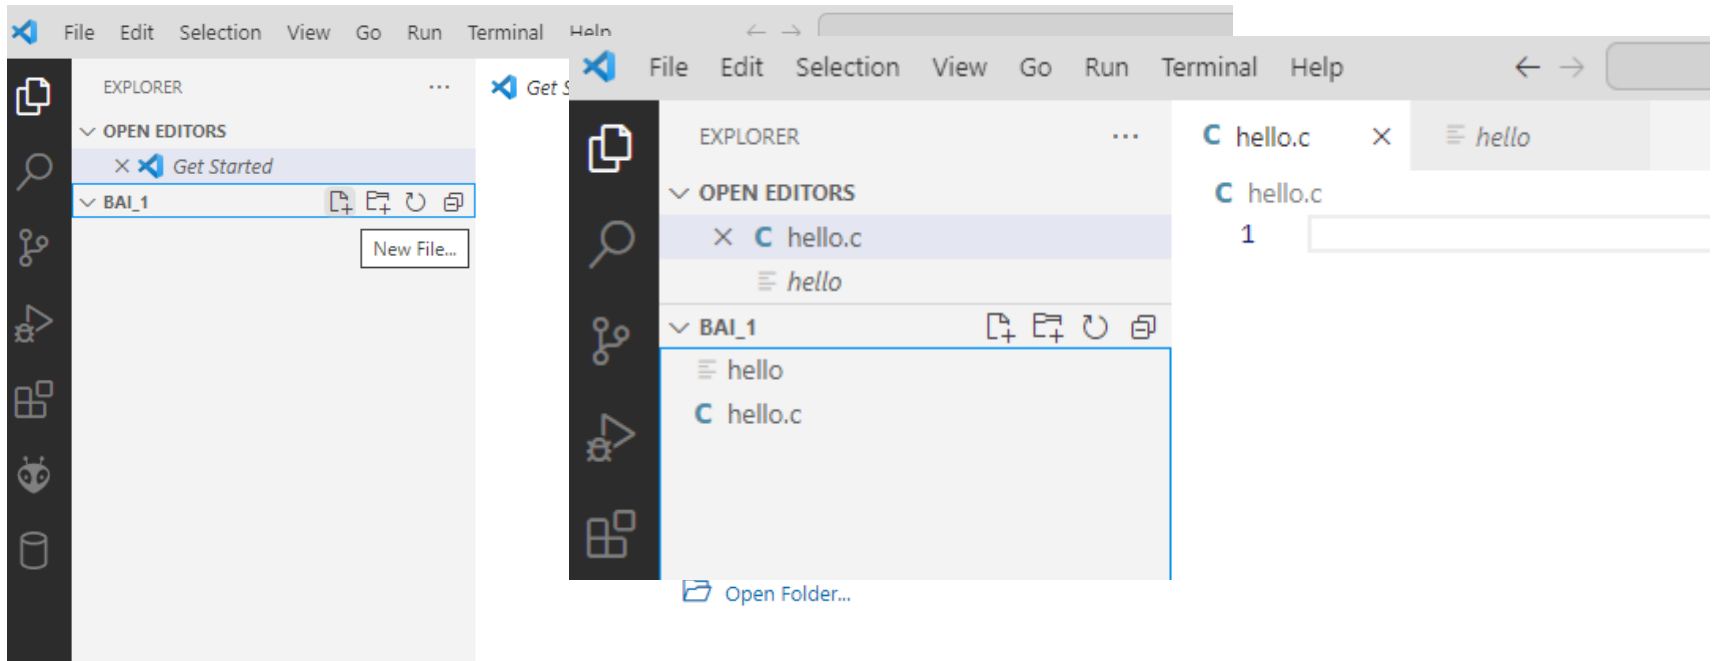 File Edit Selection View Go Run Terminal Help
EXPLORER ...
OPEN EDITORS
Get Started
BAI_1
New File...
Get S
File Edit Selection View Go Run Terminal Help
EXPLORER ...
OPEN EDITORS
C hello.c
hello
BAI_1
hello
C hello.c
C hello.c
hello
C hello.c
1
Open Folder...